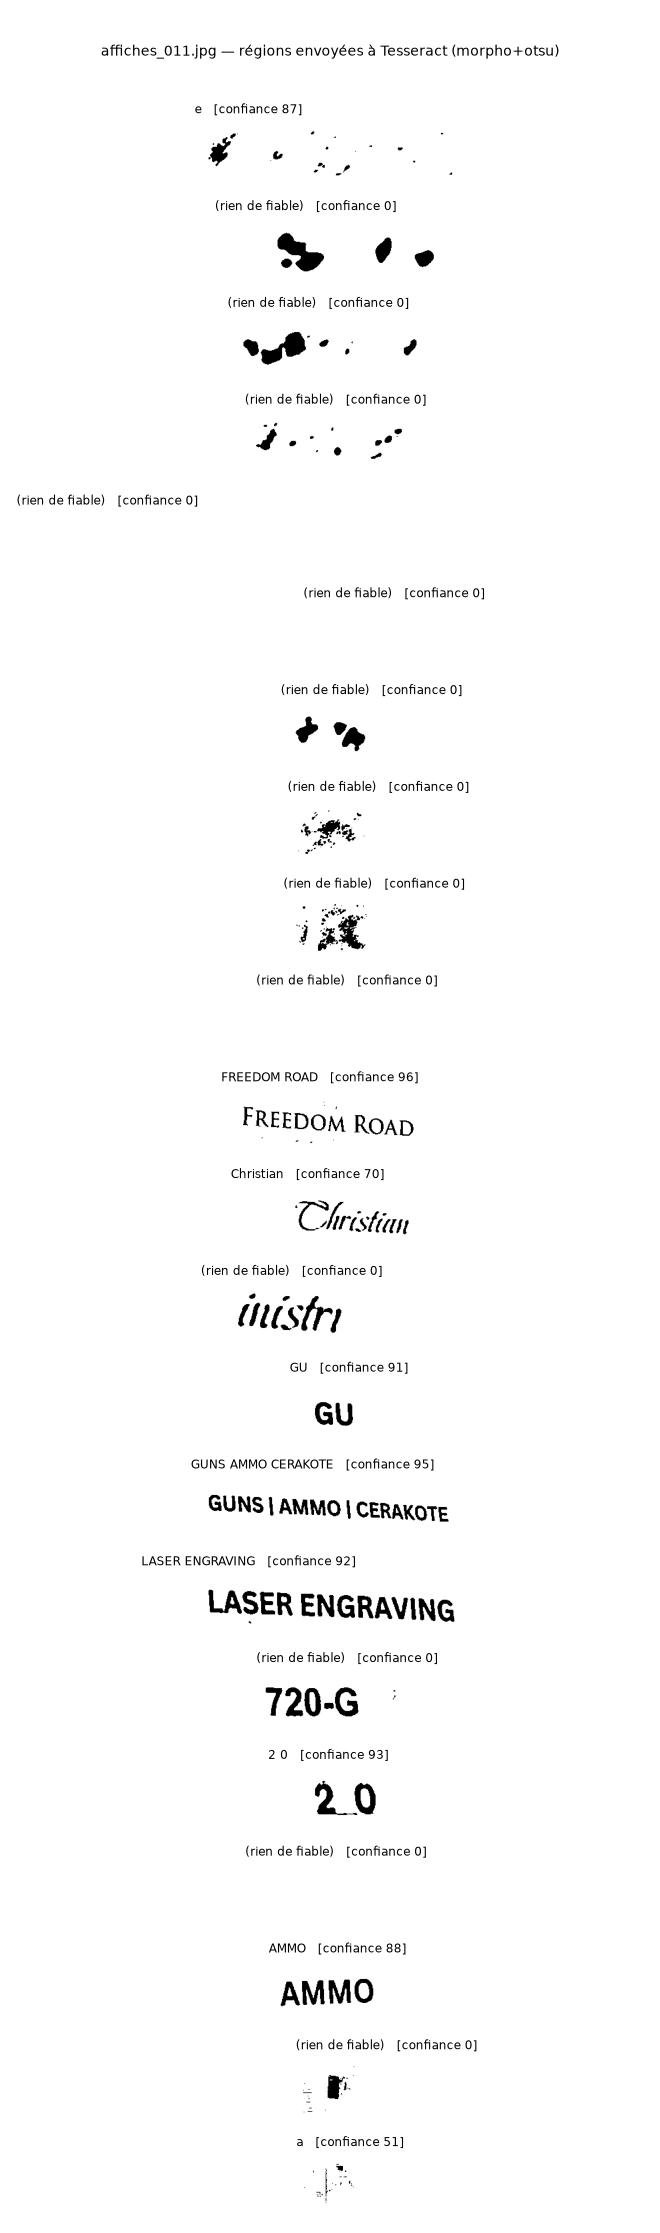 affiches_011.jpg — régions envoyées à Tesseract (morpho+otsu)
e [confiance 87]
(rien de fiable) [confiance 0]
(rien de fiable) [confiance 0]
(rien de fiable) [confiance 0]
(rien de fiable) [confiance 0]
(rien de fiable) [confiance 0]
(rien de fiable) [confiance 0]
(rien de fiable) [confiance 0]
(rien de fiable) [confiance 0]
(rien de fiable) [confiance 0]
FREEDOM ROAD [confiance 96]
FREEDOM ROAD
Christian [confiance 70]
Christian
(rien de fiable) [confiance 0]
inistri
GU [confiance 91]
GU
GUNS AMMO CERAKOTE [confiance 95]
GUNS | AMMO | CERAKOTE
LASER ENGRAVING [confiance 92]
LASER ENGRAVING
(rien de fiable) [confiance 0]
720-G
2 0 [confiance 93]
2 0
(rien de fiable) [confiance 0]
AMMO [confiance 88]
AMMO
(rien de fiable) [confiance 0]
a [confiance 51]